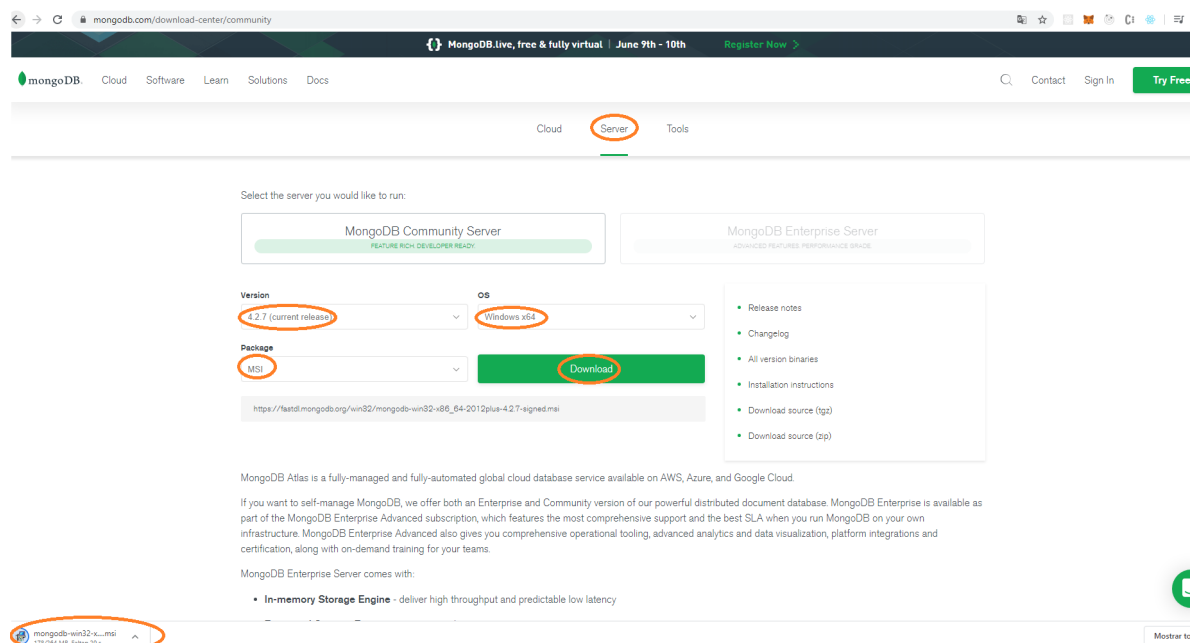 mongodb.com/download-center/community
MongoDB.live, free & fully virtual | June 9th - 10th Register Now
mongoDB. Cloud Software Learn Solutions Docs Contact Sign In Try Free
Cloud Server Tools
Select the server you would like to run:
MongoDB Community Server
FEATURE RICH. DEVELOPER READY.
MongoDB Enterprise Server
ADVANCED FEATURES. PERFORMANCE GRADE.
Version
4.2.7 (current release)
OS
Windows x64
Package
MSI
Download
https://fastdl.mongodb.org/win32/mongodb-win32-x86_64-2012plus-4.2.7-signed.msi
Release notes
Changelog
All version binaries
Installation instructions
Download source (tgz)
Download source (zip)
MongoDB Atlas is a fully-managed and fully-automated global cloud database service available on AWS, Azure, and Google Cloud.
If you want to self-manage MongoDB, we offer both an Enterprise and Community version of our powerful distributed document database. MongoDB Enterprise is available as
part of the MongoDB Enterprise Advanced subscription, which features the most comprehensive support and the best SLA when you run MongoDB on your own
infrastructure. MongoDB Enterprise Advanced also gives you comprehensive operational tooling, advanced analytics and data visualization, platform integrations and
certification, along with on-demand training for your teams.
MongoDB Enterprise Server comes with:
In-memory Storage Engine - deliver high throughput and predictable low latency
mongodb-win32-x....msi
Mostrar to